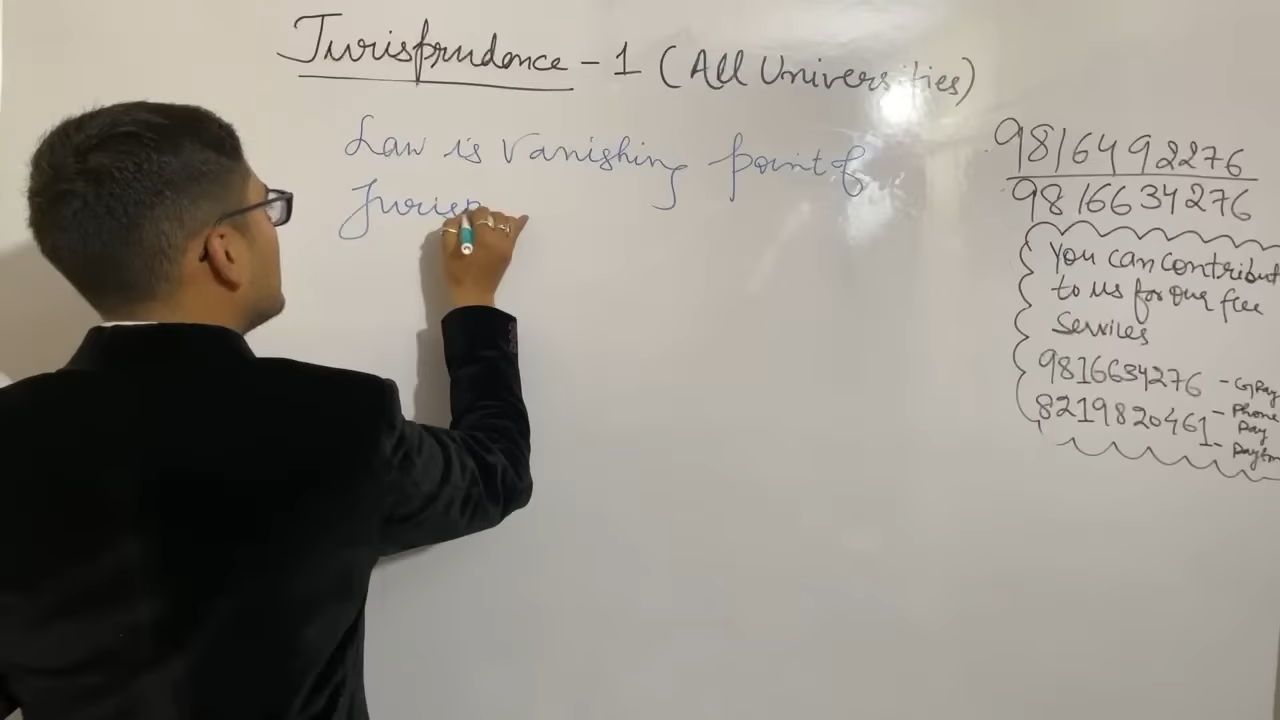 Jurisprudence - 1 (All Universities)
Law is Vanishing point of
Jurisp
9816492276
9816634276
You can contribut
to us for our free
Services
9816634276 - GPay
8219820461 - Phone
Pay
- Paytm